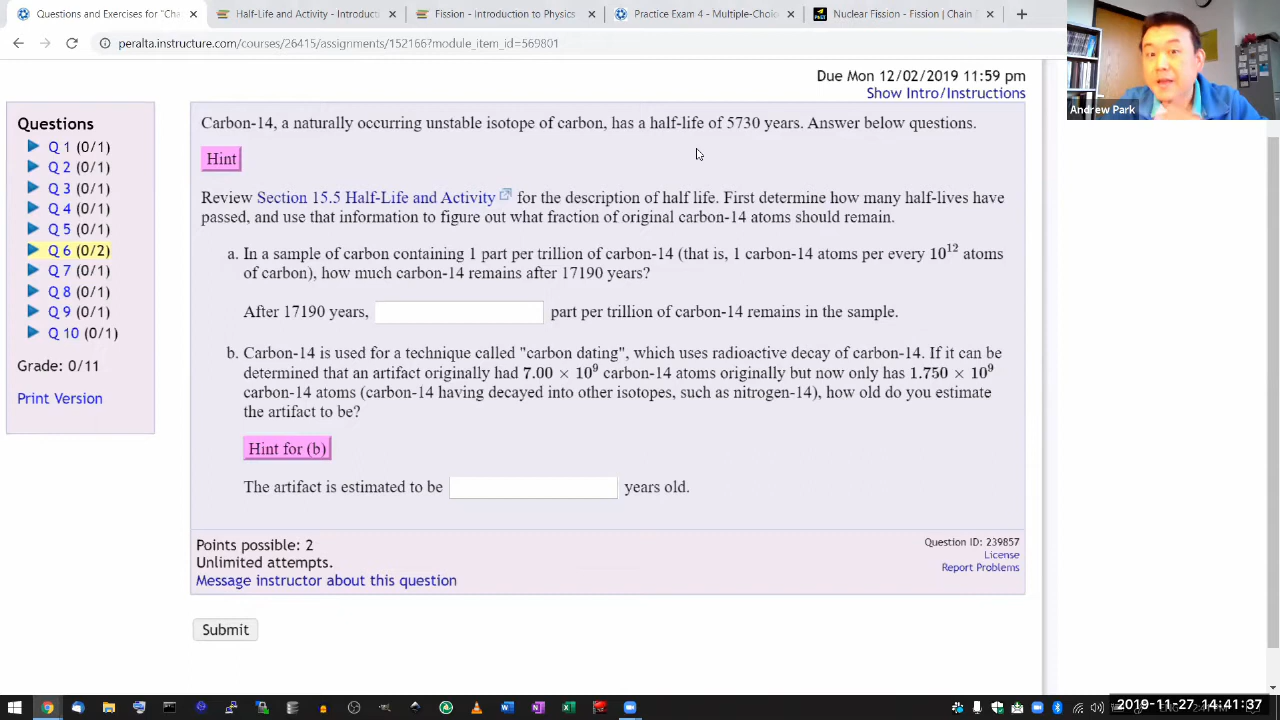 Questions and Exercises for "Cha
Half-Life and Activity - Introducti
Fission - Introduction to Physics
Practice Exam 4 - Multiple-Choic
Nuclear Fission - Fission | Chain R
peralta.instructure.com/courses/26415/assignments/152166?module_item_id=569801
Andrew Park
Due Mon 12/02/2019 11:59 pm
Show Intro/Instructions
Questions
Q 1 (0/1)
Q 2 (0/1)
Q 3 (0/1)
Q 4 (0/1)
Q 5 (0/1)
Q 6 (0/2)
Q 7 (0/1)
Q 8 (0/1)
Q 9 (0/1)
Q 10 (0/1)
Grade: 0/11
Print Version
Carbon-14, a naturally ocurring unstable isotope of carbon, has a half-life of 5730 years. Answer below questions.
Hint
Review Section 15.5 Half-Life and Activity for the description of half life. First determine how many half-lives have
passed, and use that information to figure out what fraction of original carbon-14 atoms should remain.
a. In a sample of carbon containing 1 part per trillion of carbon-14 (that is, 1 carbon-14 atoms per every 10¹² atoms
of carbon), how much carbon-14 remains after 17190 years?
After 17190 years, part per trillion of carbon-14 remains in the sample.
b. Carbon-14 is used for a technique called "carbon dating", which uses radioactive decay of carbon-14. If it can be
determined that an artifact originally had 7.00 × 10⁹ carbon-14 atoms originally but now only has 1.750 × 10⁹
carbon-14 atoms (carbon-14 having decayed into other isotopes, such as nitrogen-14), how old do you estimate
the artifact to be?
Hint for (b)
The artifact is estimated to be years old.
Points possible: 2
Unlimited attempts.
Message instructor about this question
Question ID: 239857
License
Report Problems
Submit
2019-11-27 14:41:37